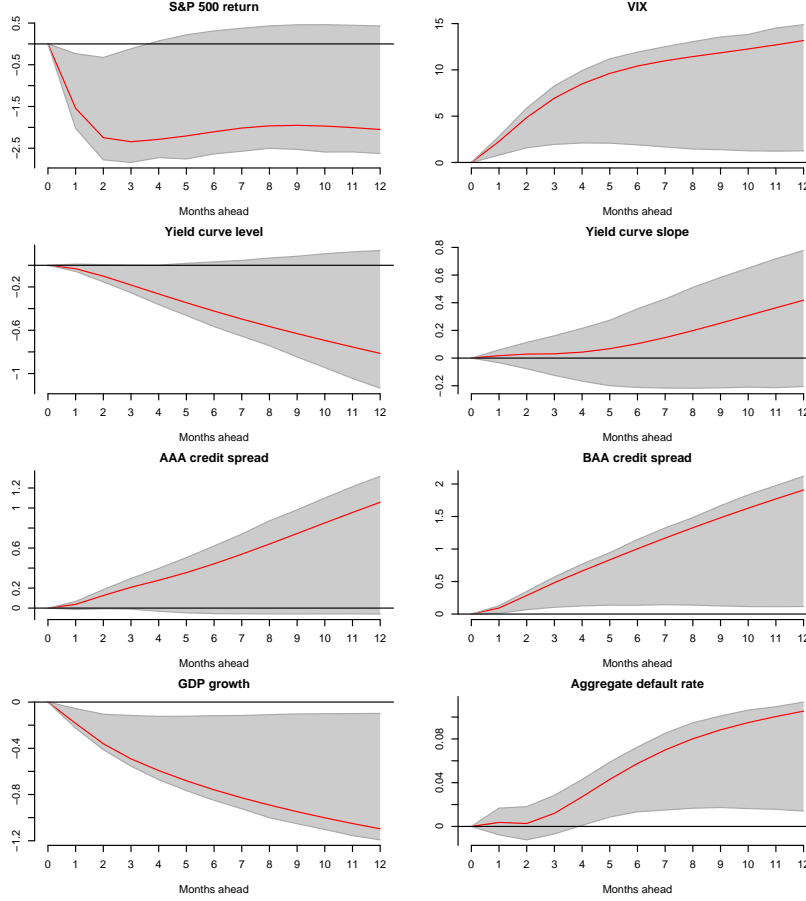 S&P 500 return
0.5
−0.5
−1.5
−2.5
0 1 2 3 4 5 6 7 8 9 10 11 12
Months ahead
VIX
15
10
5
0
0 1 2 3 4 5 6 7 8 9 10 11 12
Months ahead
Yield curve level
−0.2
−0.6
−1
0 1 2 3 4 5 6 7 8 9 10 11 12
Months ahead
Yield curve slope
0.8
0.6
0.4
0.2
0
−0.2
0 1 2 3 4 5 6 7 8 9 10 11 12
Months ahead
AAA credit spread
1.2
1
0.6
0.2
0
0 1 2 3 4 5 6 7 8 9 10 11 12
Months ahead
BAA credit spread
2
1.5
1
0.5
0
0 1 2 3 4 5 6 7 8 9 10 11 12
Months ahead
GDP growth
0
−0.4
−0.8
−1.2
0 1 2 3 4 5 6 7 8 9 10 11 12
Months ahead
Aggregate default rate
0.08
0.04
0
0 1 2 3 4 5 6 7 8 9 10 11 12
Months ahead